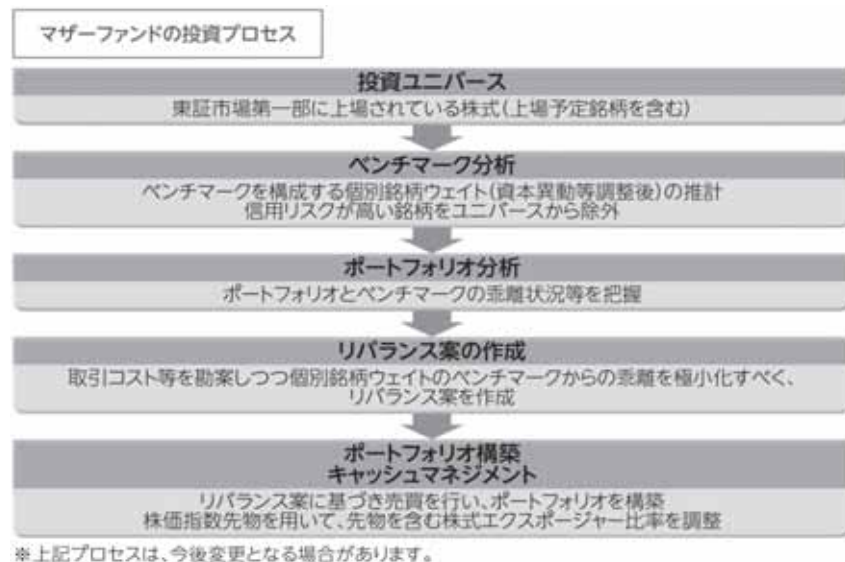 マザーファンドの投資プロセス
投資ユニバース
東証市場第一部に上場されている株式(上場予定銘柄を含む)
ベンチマーク分析
ベンチマークを構成する個別銘柄ウェイト(資本異動等調整後)の推計
信用リスクが高い銘柄をユニバースから除外
ポートフォリオ分析
ポートフォリオとベンチマークの乖離状況等を把握
リバランス案の作成
取引コスト等を勘案しつつ個別銘柄ウェイトのベンチマークからの乖離を極小化すべく、
リバランス案を作成
ポートフォリオ構築
キャッシュマネジメント
リバランス案に基づき売買を行い、ポートフォリオを構築
株価指数先物を用いて、先物を含む株式エクスポージャー比率を調整
※上記プロセスは、今後変更となる場合があります。